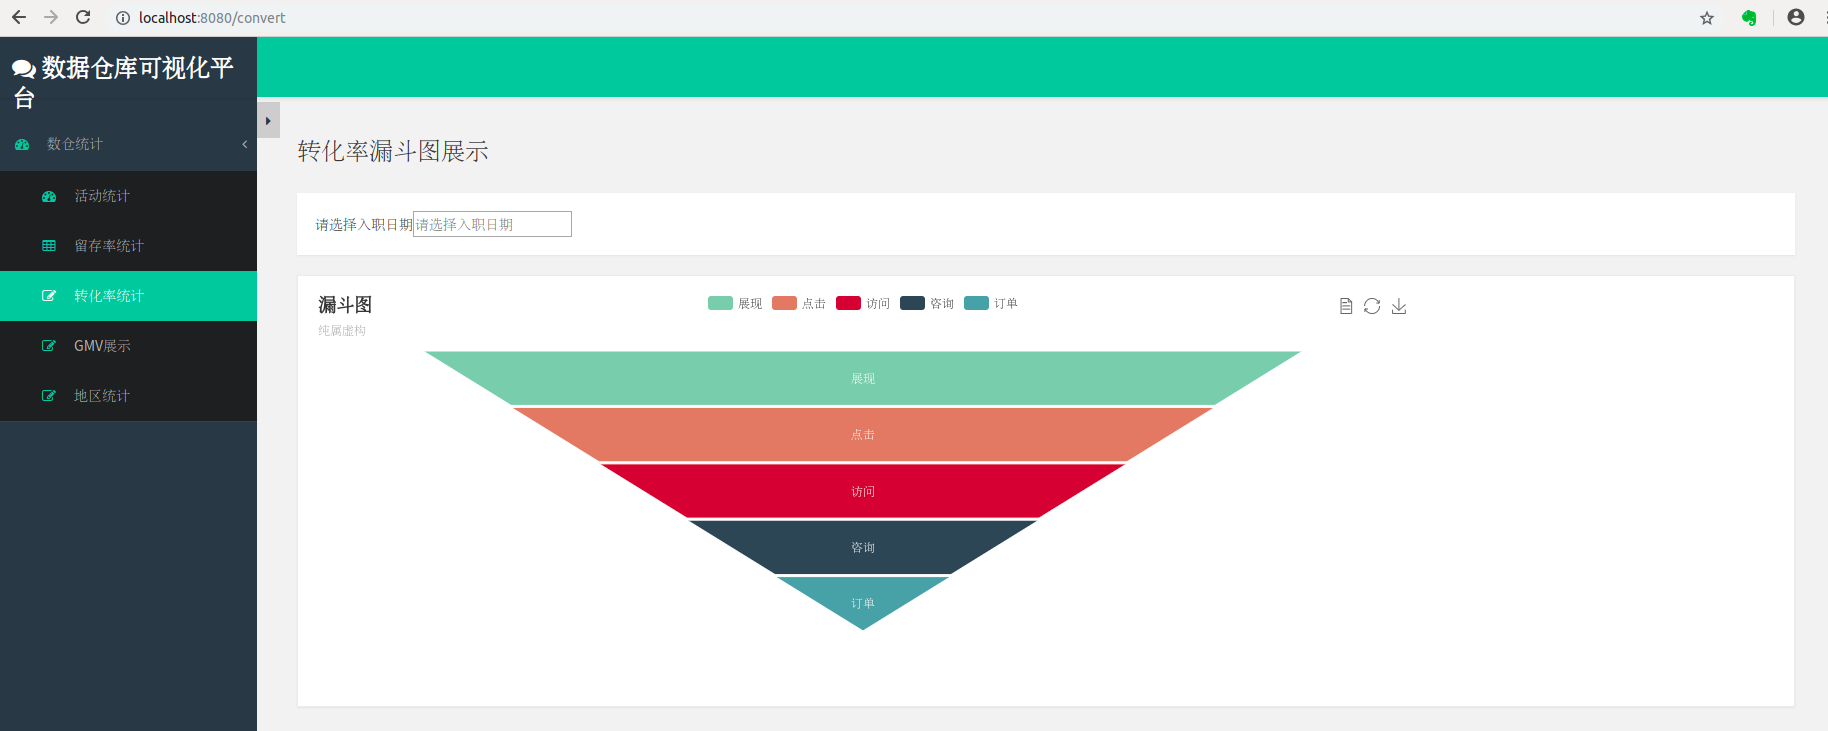 localhost:8080/convert
数据仓库可视化平
台
数仓统计
活动统计
留存率统计
转化率统计
GMV展示
地区统计
转化率漏斗图展示
请选择入职日期 请选择入职日期
漏斗图
纯属虚构
展现 点击 访问 咨询 订单
展现
点击
访问
咨询
订单